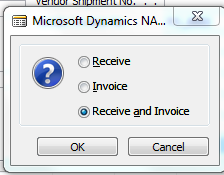 Vendor Shipment No. . .
Microsoft Dynamics NA...
Receive
Invoice
Receive and Invoice
OK
Cancel